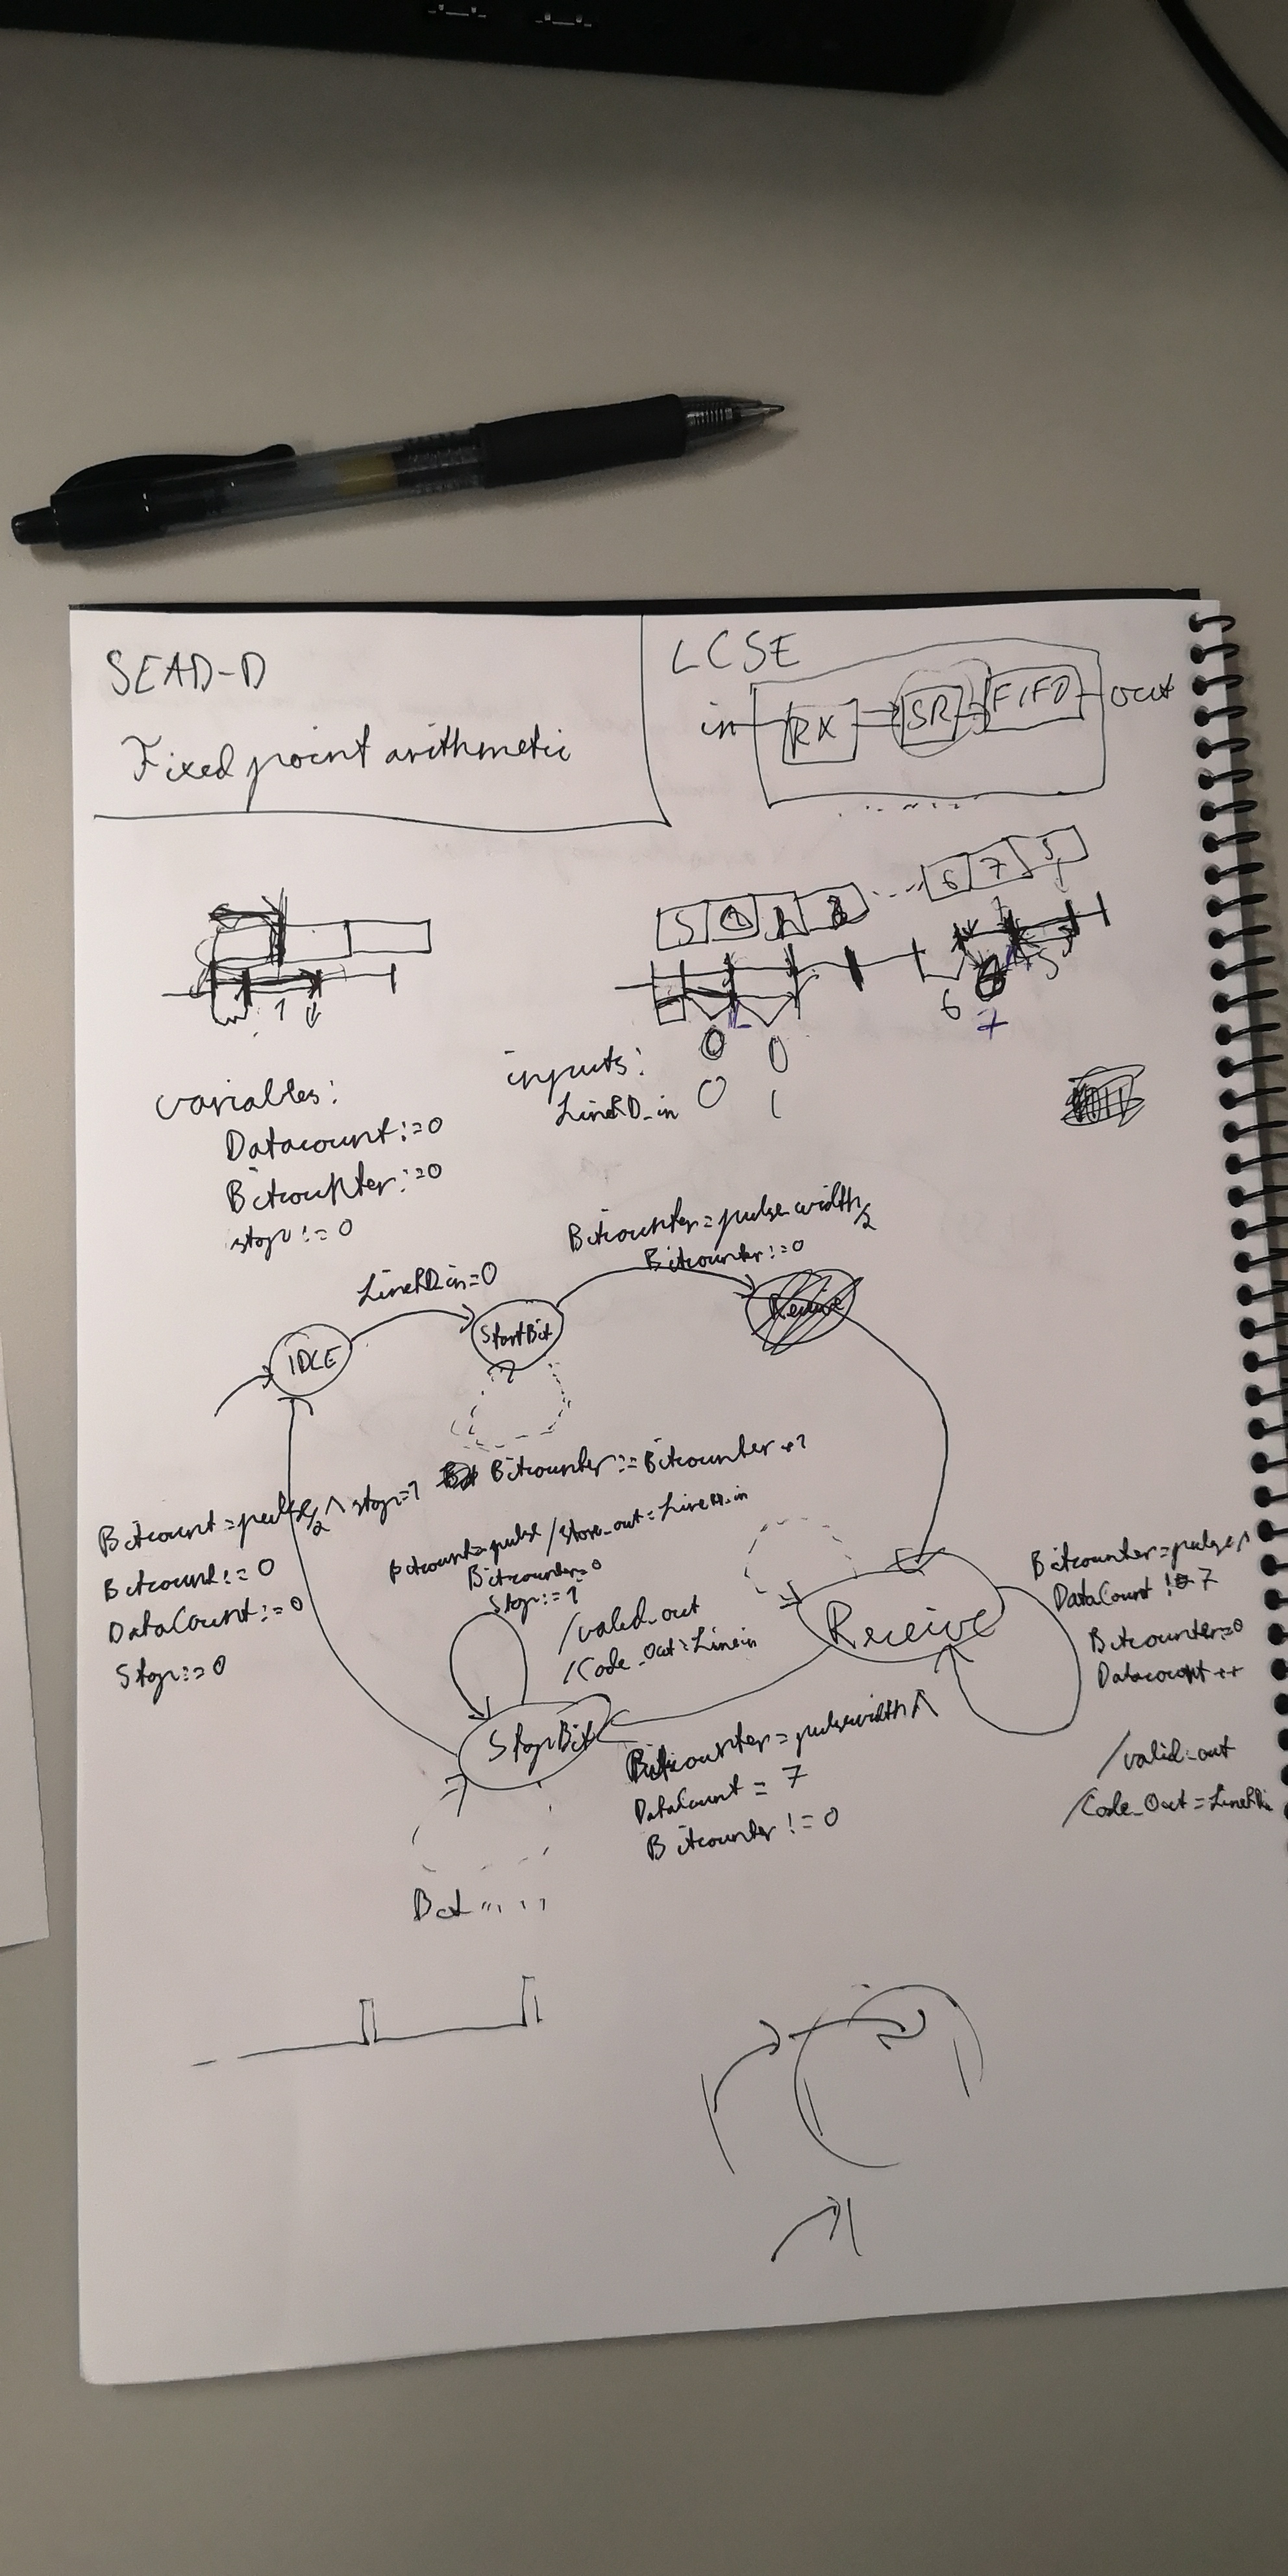 SEAD-D
Fixed point arithmetic
LCSE
in RX SR FIFO out
S 0 1 2 6 7 S
1
6 7 S
0 0
inputs:
LineRD_in 0 1
variables:
Datacount:=0
Bitcounter:=0
stop:=0
Bitcounter=pulse_width/2
Bitcounter:=0
LineRD_in=0
IDLE
StartBit
Receive
Bitcounter:=Bitcounter+1
Bitcount=pulse/2 ∧ stop=1
Bitcount:=0
DataCount:=0
Stop:=0
Bitcount=pulse/store_out=LineRD_in
Bitcounter=0
Stop:=1
/valid_out
/Code_Out=Linein
Receive
Bitcounter=pulse ∧
DataCount != 7
Bitcounter=0
Datacount++
/valid_out
/Code_Out=LineRD
StopBit
Bitcounter=pulsewidth ∧
DataCount = 7
Bitcounter != 0